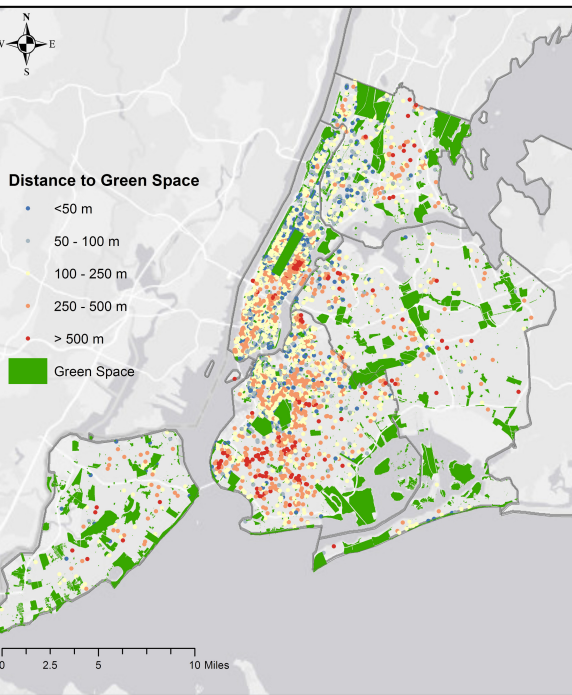 N
W E
S
Distance to Green Space
<50 m
50 - 100 m
100 - 250 m
250 - 500 m
> 500 m
Green Space
0 2.5 5 10 Miles